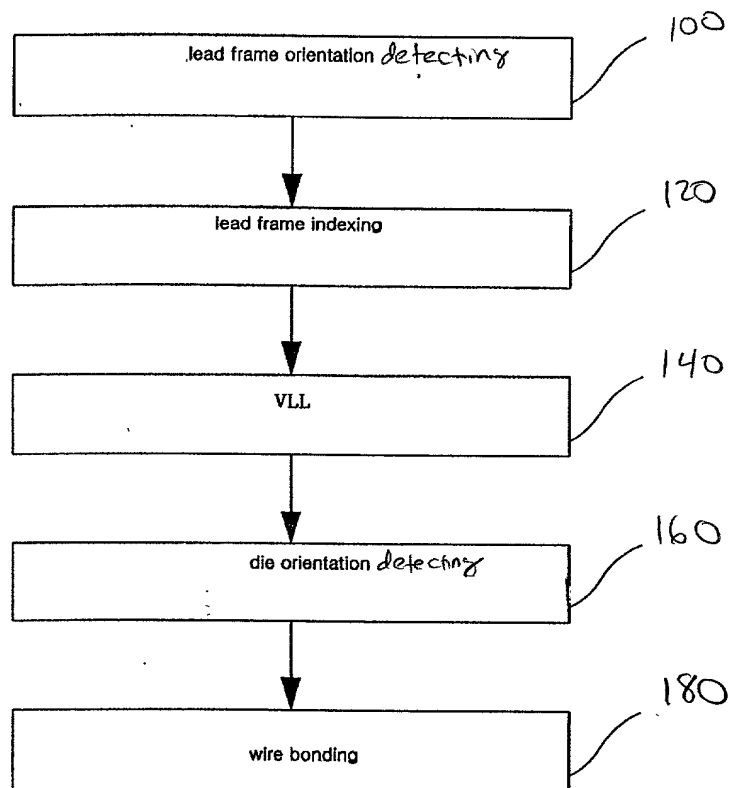 100
lead frame orientation detecting
120
lead frame indexing
140
VLL
160
die orientation detecting
180
wire bonding